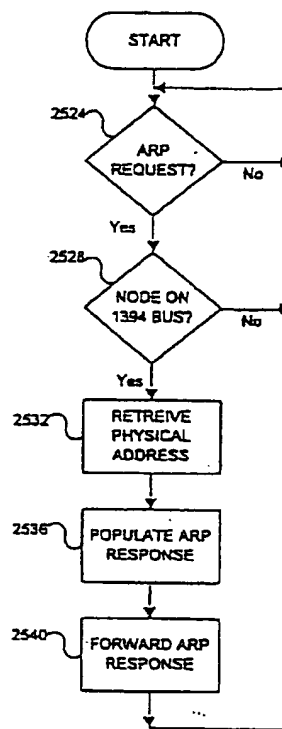 START
2524
ARP
REQUEST?
No
Yes
2528
NODE ON
1394 BUS?
No
Yes
2532
RETREIVE
PHYSICAL
ADDRESS
2536
POPULATE ARP
RESPONSE
2540
FORWARD ARP
RESPONSE
...